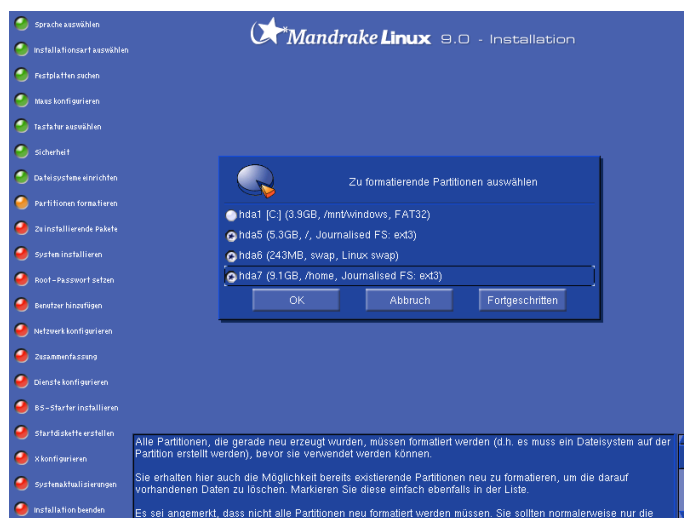 Sprache auswählen
Installationsart auswählen
Festplatten suchen
Maus konfigurieren
Tastatur auswählen
Sicherheit
Dateisysteme einrichten
Partitionen formatieren
Zu installierende Pakete
System installieren
Root-Passwort setzen
Benutzer hinzufügen
Netzwerk konfigurieren
Zusammenfassung
Dienste konfigurieren
BS-Starter installieren
Startdiskette erstellen
X konfigurieren
Systemaktualisierungen
Installation beenden
Mandrake Linux 9.0 - Installation
Zu formatierende Partitionen auswählen
hda1 [C:] (3.9GB, /mnt/windows, FAT32)
hda5 (5.3GB, /, Journalised FS: ext3)
hda6 (243MB, swap, Linux swap)
hda7 (9.1GB, /home, Journalised FS: ext3)
OK Abbruch Fortgeschritten
Alle Partitionen, die gerade neu erzeugt wurden, müssen formatiert werden (d.h. es muss ein Dateisystem auf der
Partition erstellt werden), bevor sie verwendet werden können.
Sie erhalten hier auch die Möglichkeit bereits existierende Partitionen neu zu formatieren, um die darauf
vorhandenen Daten zu löschen. Markieren Sie diese einfach ebenfalls in der Liste.
Es sei angemerkt, dass nicht alle Partitionen neu formatiert werden müssen. Sie sollten normalerweise nur die